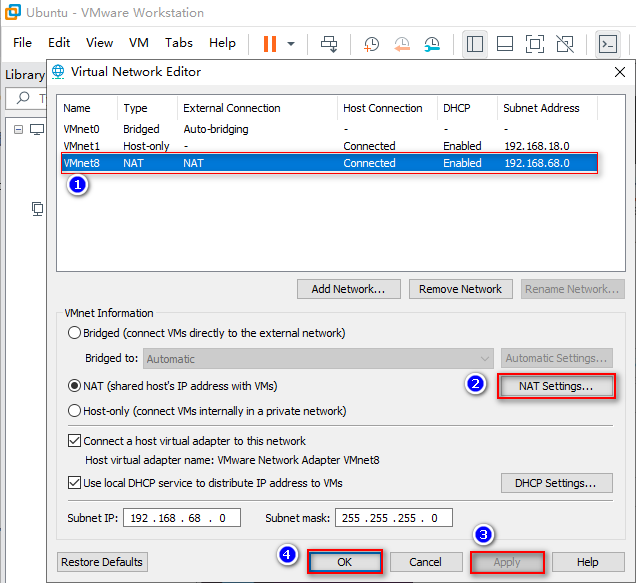 Ubuntu - VMware Workstation
File Edit View VM Tabs Help
Library
Virtual Network Editor
Name Type External Connection Host Connection DHCP Subnet Address
VMnet0 Bridged Auto-bridging - - -
VMnet1 Host-only - Connected Enabled 192.168.18.0
VMnet8 NAT NAT Connected Enabled 192.168.68.0
1
Add Network... Remove Network Rename Network...
VMnet Information
Bridged (connect VMs directly to the external network)
Bridged to: Automatic Automatic Settings...
NAT (shared host's IP address with VMs) 2 NAT Settings...
Host-only (connect VMs internally in a private network)
Connect a host virtual adapter to this network
Host virtual adapter name: VMware Network Adapter VMnet8
Use local DHCP service to distribute IP address to VMs DHCP Settings...
Subnet IP: 192 . 168 . 68 . 0 Subnet mask: 255 . 255 . 255 . 0
3
Restore Defaults 4 OK Cancel Apply Help